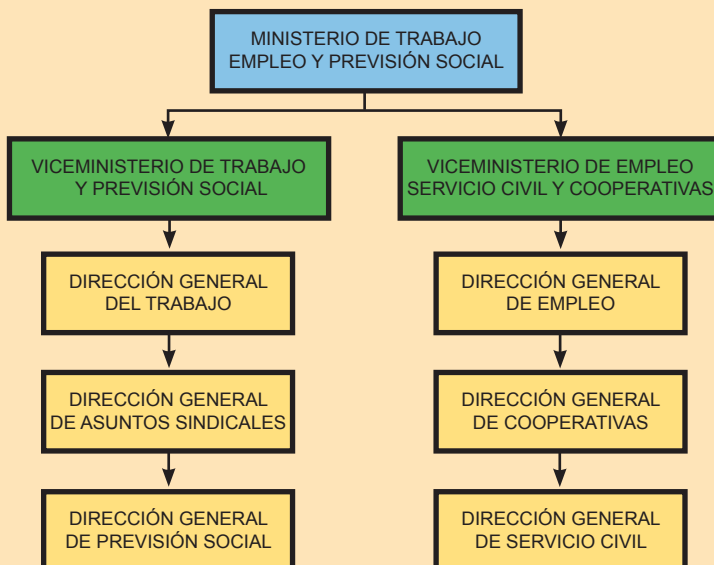 MINISTERIO DE TRABAJO
EMPLEO Y PREVISIÓN SOCIAL
VICEMINISTERIO DE TRABAJO
Y PREVISIÓN SOCIAL
VICEMINISTERIO DE EMPLEO
SERVICIO CIVIL Y COOPERATIVAS
DIRECCIÓN GENERAL
DEL TRABAJO
DIRECCIÓN GENERAL
DE EMPLEO
DIRECCIÓN GENERAL
DE ASUNTOS SINDICALES
DIRECCIÓN GENERAL
DE COOPERATIVAS
DIRECCIÓN GENERAL
DE PREVISIÓN SOCIAL
DIRECCIÓN GENERAL
DE SERVICIO CIVIL